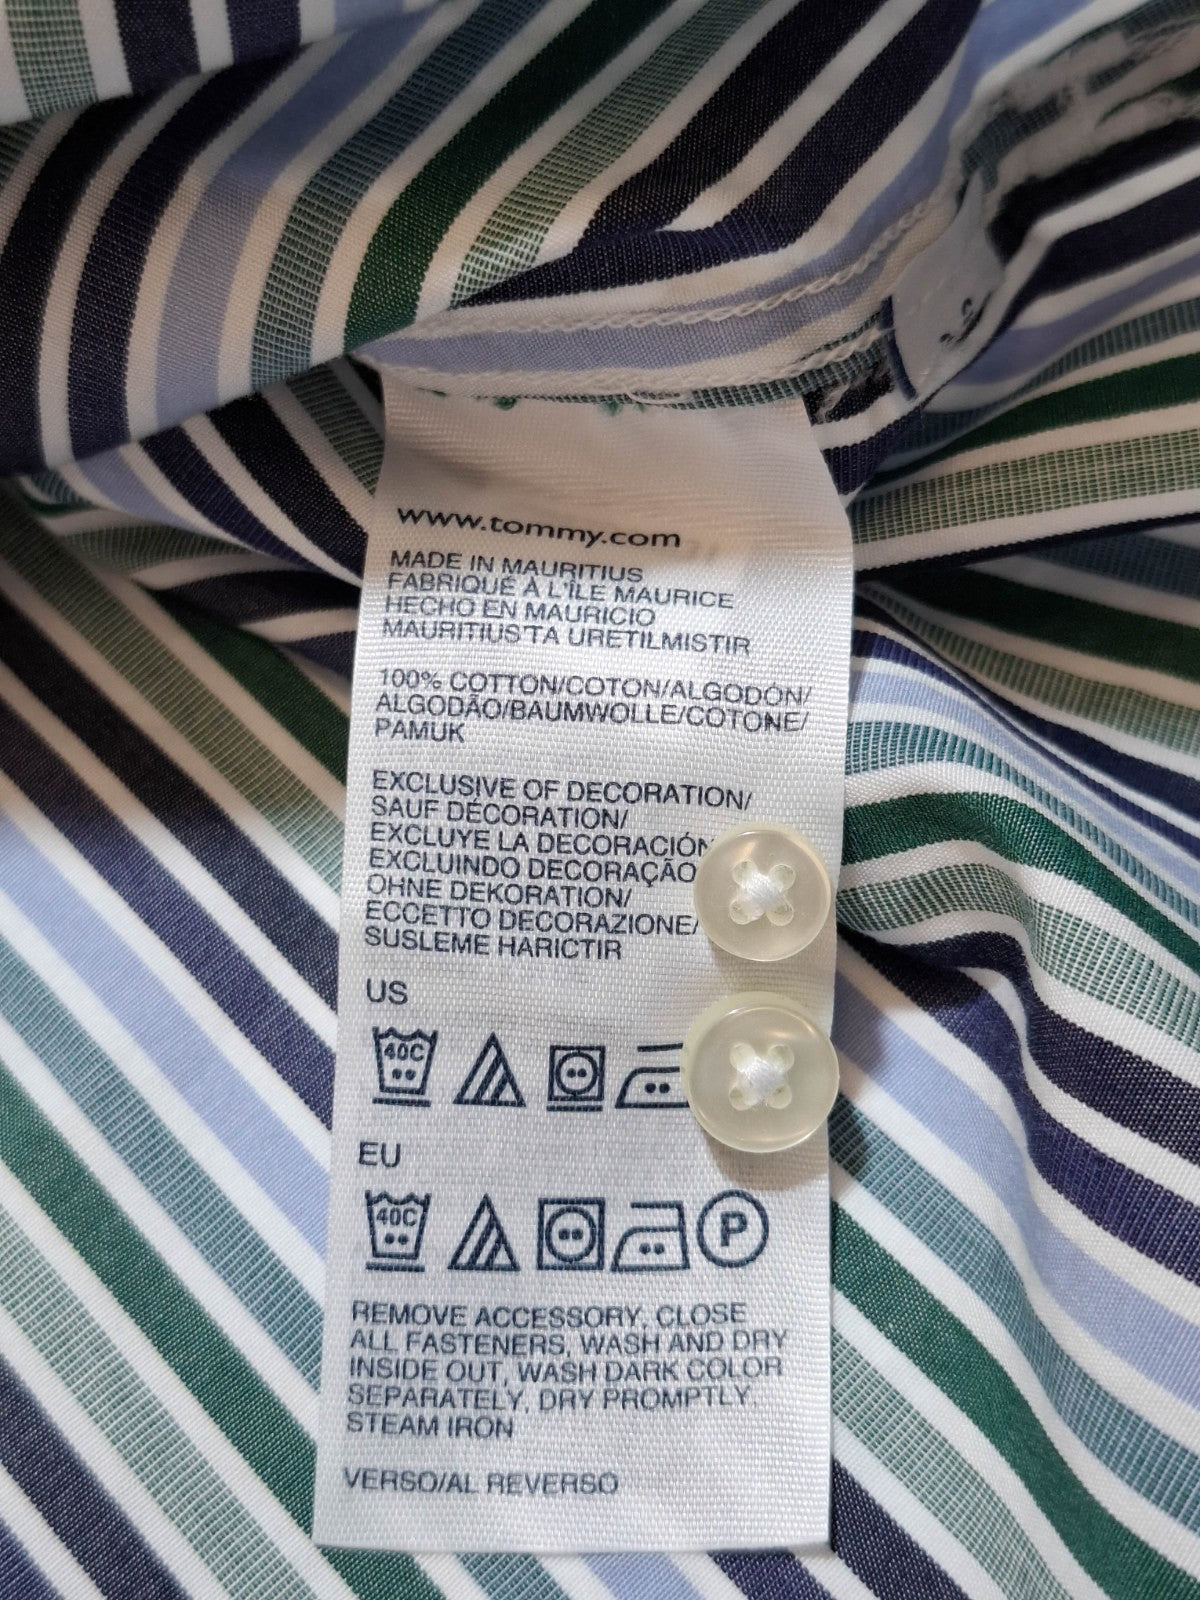 www.tommy.com
MADE IN MAURITIUS
FABRIQUÉ À L'ÎLE MAURICE
HECHO EN MAURICIO
MAURITIUS'TA URETILMISTIR
100% COTTON/COTON/ALGODÓN/
ALGODÃO/BAUMWOLLE/COTONE/
PAMUK
EXCLUSIVE OF DECORATION/
SAUF DÉCORATION/
EXCLUYE LA DECORACIÓN
EXCLUINDO DECORAÇÃO
OHNE DEKORATION/
ECCETTO DECORAZIONE/
SUSLEME HARICTIR
US
40C
EU
40C P
REMOVE ACCESSORY, CLOSE
ALL FASTENERS, WASH AND DRY
INSIDE OUT, WASH DARK COLOR
SEPARATELY, DRY PROMPTLY.
STEAM IRON
VERSO/AL REVERSO